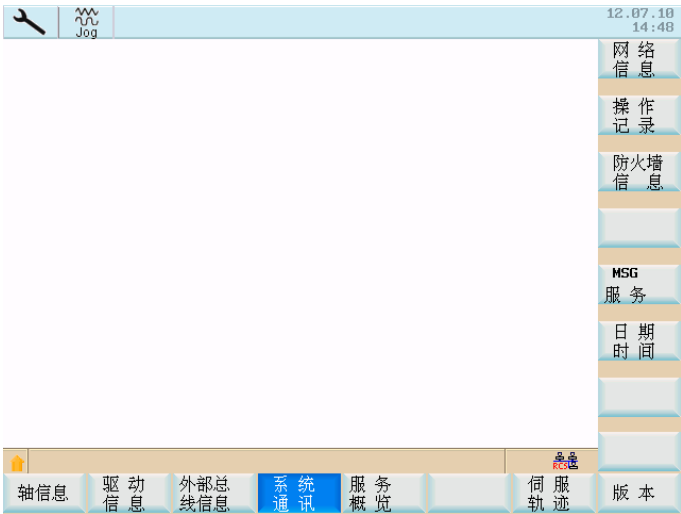 12.07.10
14:48
Jog
网络
信息
操作
记录
防火墙
信息
MSG
服务
日期
时间
RCS
轴信息
驱动
信息
外部总
线信息
系统
通讯
服务
概览
伺服
轨迹
版本